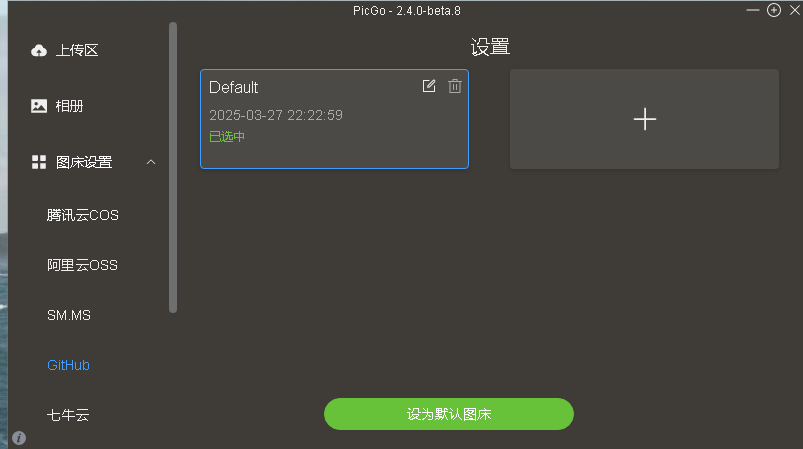 PicGo - 2.4.0-beta.8
上传区
相册
图床设置
腾讯云COS
阿里云OSS
SM.MS
GitHub
七牛云
设置
Default
2025-03-27 22:22:59
已选中
设为默认图床